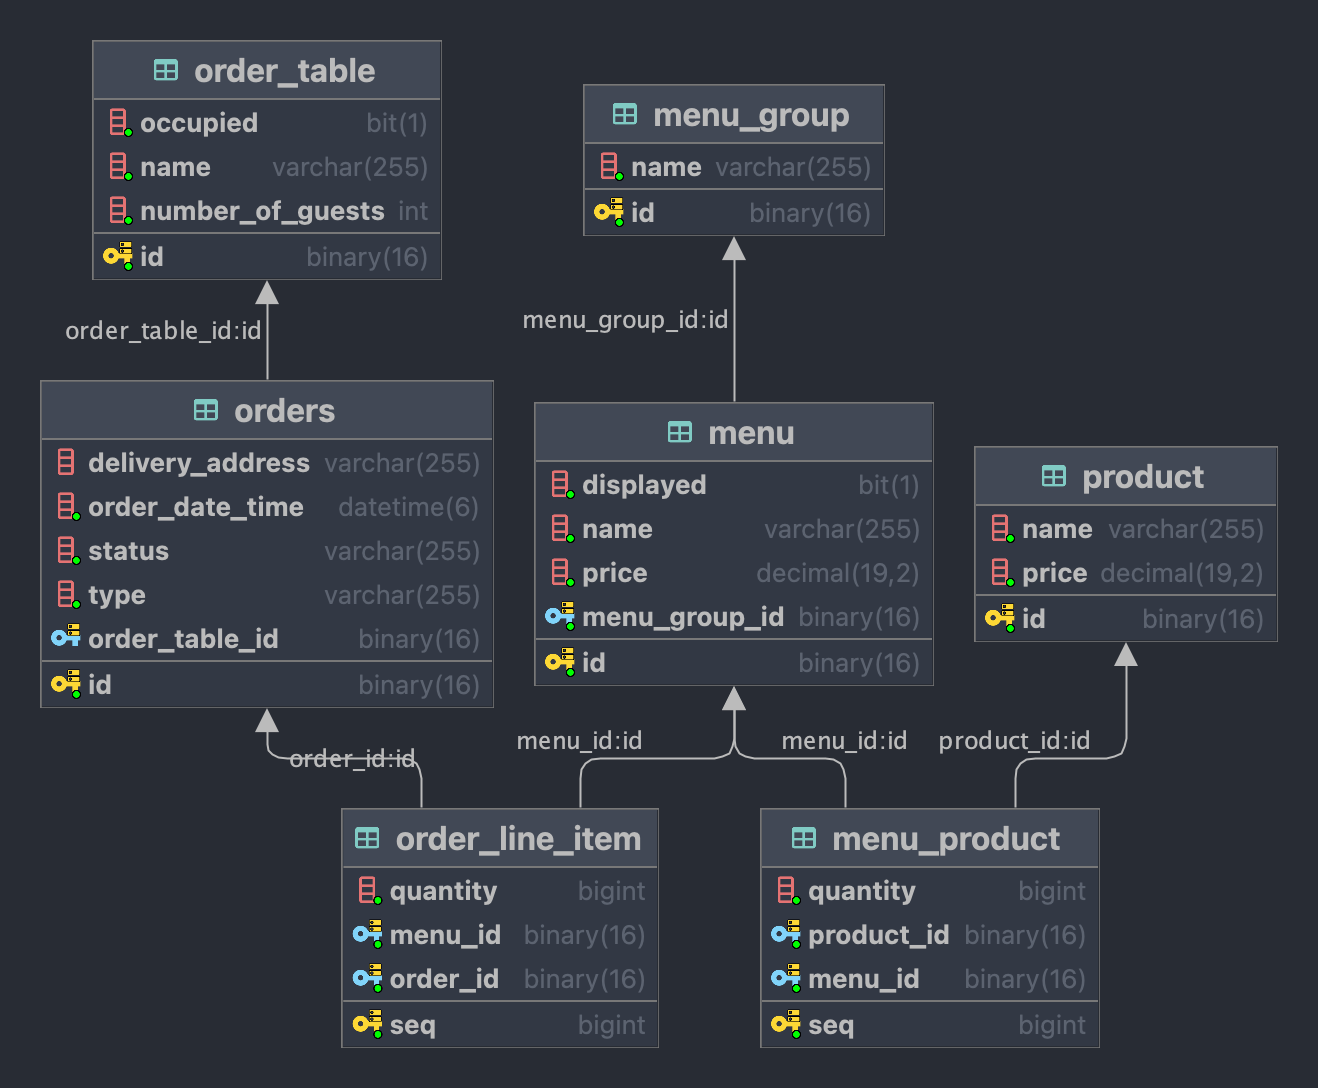 order_table
occupied bit(1)
name varchar(255)
number_of_guests int
id binary(16)
menu_group
name varchar(255)
id binary(16)
order_table_id:id
menu_group_id:id
orders
delivery_address varchar(255)
order_date_time datetime(6)
status varchar(255)
type varchar(255)
order_table_id binary(16)
id binary(16)
menu
displayed bit(1)
name varchar(255)
price decimal(19,2)
menu_group_id binary(16)
id binary(16)
product
name varchar(255)
price decimal(19,2)
id binary(16)
order_id:id
menu_id:id
menu_id:id
product_id:id
order_line_item
quantity bigint
menu_id binary(16)
order_id binary(16)
seq bigint
menu_product
quantity bigint
product_id binary(16)
menu_id binary(16)
seq bigint